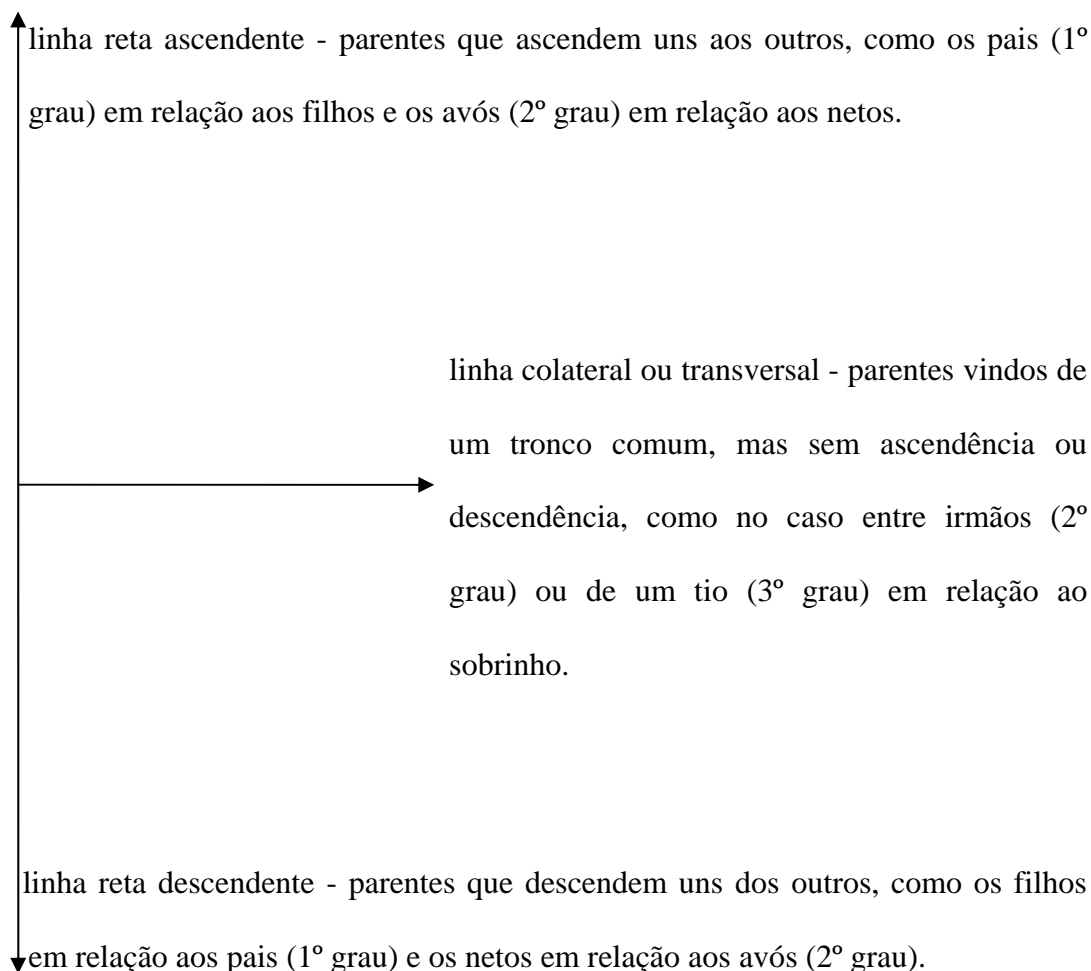 linha reta ascendente - parentes que ascendem uns aos outros, como os pais (1º
grau) em relação aos filhos e os avós (2º grau) em relação aos netos.
linha colateral ou transversal - parentes vindos de
um tronco comum, mas sem ascendência ou
descendência, como no caso entre irmãos (2º
grau) ou de um tio (3º grau) em relação ao
sobrinho.
linha reta descendente - parentes que descendem uns dos outros, como os filhos
em relação aos pais (1º grau) e os netos em relação aos avós (2º grau).